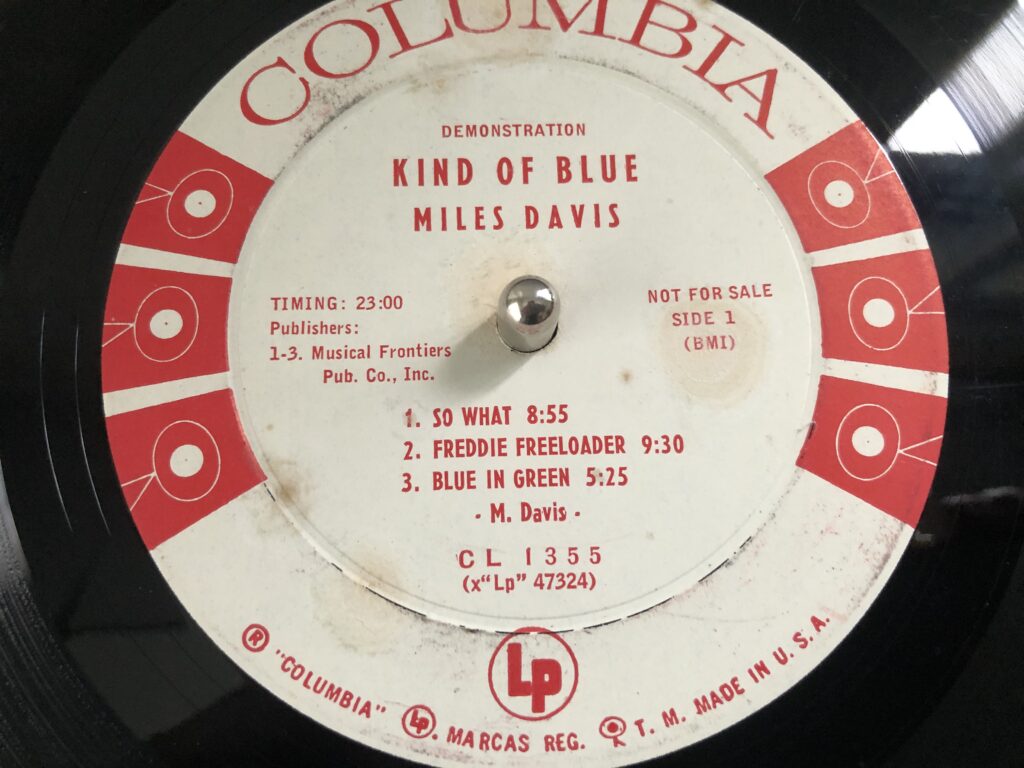 COLUMBIA
DEMONSTRATION
KIND OF BLUE
MILES DAVIS
TIMING: 23:00
Publishers:
1-3. Musical Frontiers
Pub. Co., Inc.
NOT FOR SALE
SIDE 1
(BMI)
1. SO WHAT 8:55
2. FREDDIE FREELOADER 9:30
3. BLUE IN GREEN 5:25
- M. Davis -
CL 1355
(x"Lp" 47324)
Lp
® "COLUMBIA" Lp. MARCAS REG. T. M. MADE IN U. S. A.